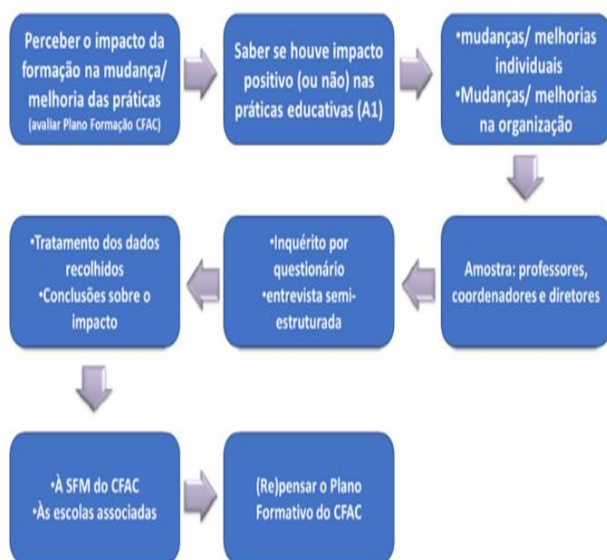 Perceber o impacto da
formação na mudança/
melhoria das práticas
(avaliar Plano Formação CFAC)
Saber se houve impacto
positivo (ou não) nas
práticas educativas (A1)
•mudanças/ melhorias
individuais
•Mudanças/ melhorias
na organização
Amostra: professores,
coordenadores e diretores
•Inquérito por
questionário
•entrevista semi-
estruturada
•Tratamento dos dados
recolhidos
•Conclusões sobre o
impacto
•À SFM do CFAC
•Às escolas associadas
(Re)pensar o Plano
Formativo do CFAC